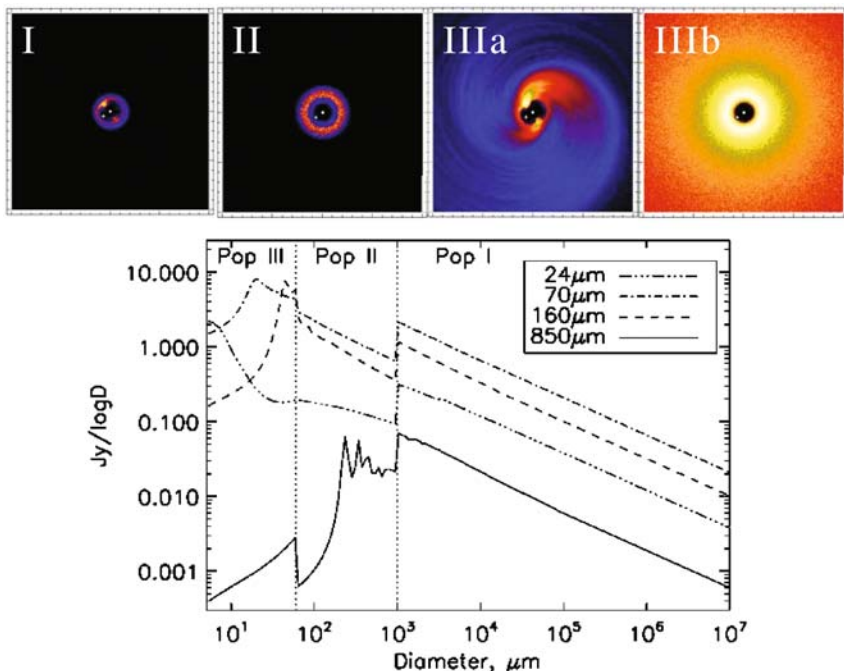 I II IIIa IIIb
Pop III Pop II Pop I
24μm
70μm
160μm
850μm
10.000
1.000
0.100
0.010
0.001
Jy/logD
10¹ 10² 10³ 10⁴ 10⁵ 10⁶ 10⁷
Diameter, μm